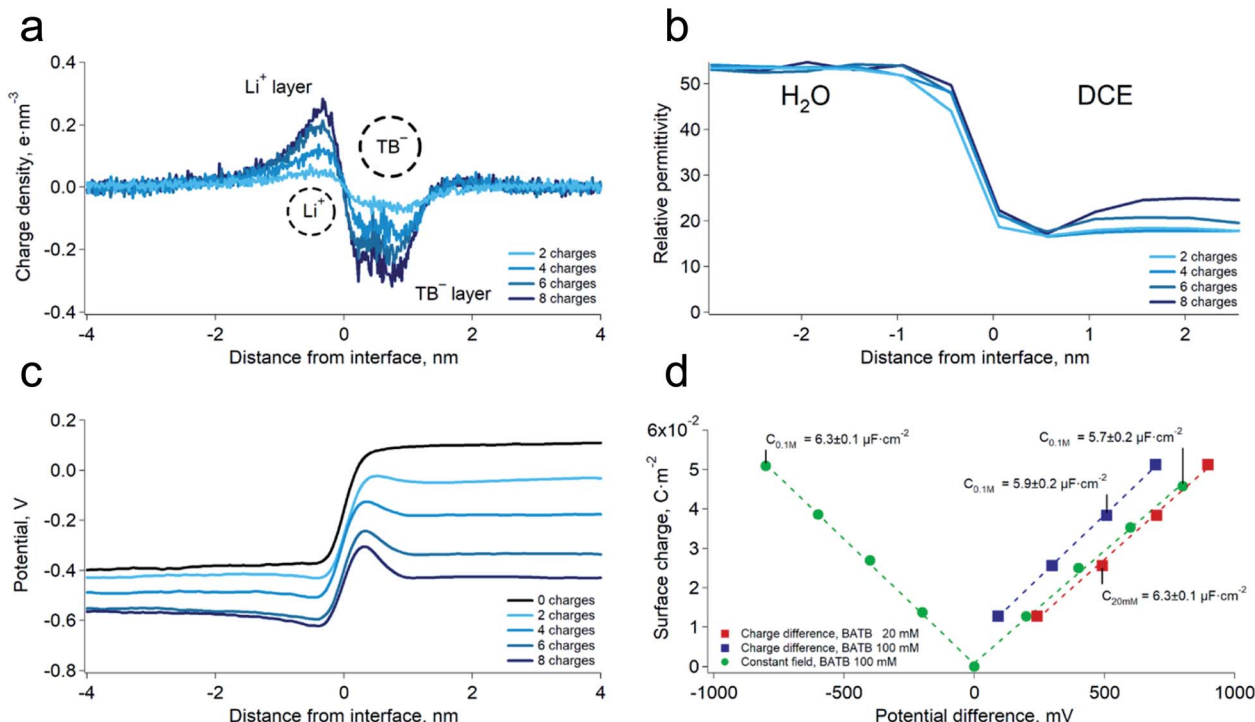 a
Charge density, e·nm⁻³
0.4
0.2
0.0
-0.2
-0.4
Li⁺ layer
TB⁻
Li⁺
TB⁻ layer
2 charges
4 charges
6 charges
8 charges
-4
-2
0
2
4
Distance from interface, nm
b
Relative permittivity
50
40
30
20
10
0
H₂O
DCE
2 charges
4 charges
6 charges
8 charges
-2
-1
0
1
2
Distance from interface, nm
c
Potential, V
0.2
0.0
-0.2
-0.4
-0.6
-0.8
0 charges
2 charges
4 charges
6 charges
8 charges
-4
-2
0
2
4
Distance from interface, nm
d
Surface charge, C·m⁻²
6x10⁻²
5
4
3
2
1
0
C₀.₁M = 6.3±0.1 µF·cm⁻²
C₀.₁M = 5.7±0.2 µF·cm⁻²
C₀.₁M = 5.9±0.2 µF·cm⁻²
C₂₀mM = 6.3±0.1 µF·cm⁻²
Charge difference, BATB 20 mM
Charge difference, BATB 100 mM
Constant field, BATB 100 mM
-1000
-500
0
500
1000
Potential difference, mV